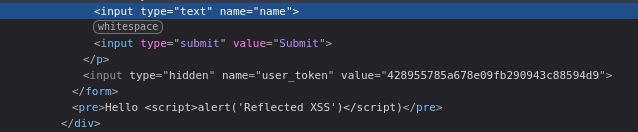 <input type="text" name="name">
whitespace
<input type="submit" value="Submit">
</p>
<input type="hidden" name="user_token" value="428955785a678e09fb290943c88594d9">
</form>
<pre>Hello <script>alert('Reflected XSS')</script)</pre>
</div>